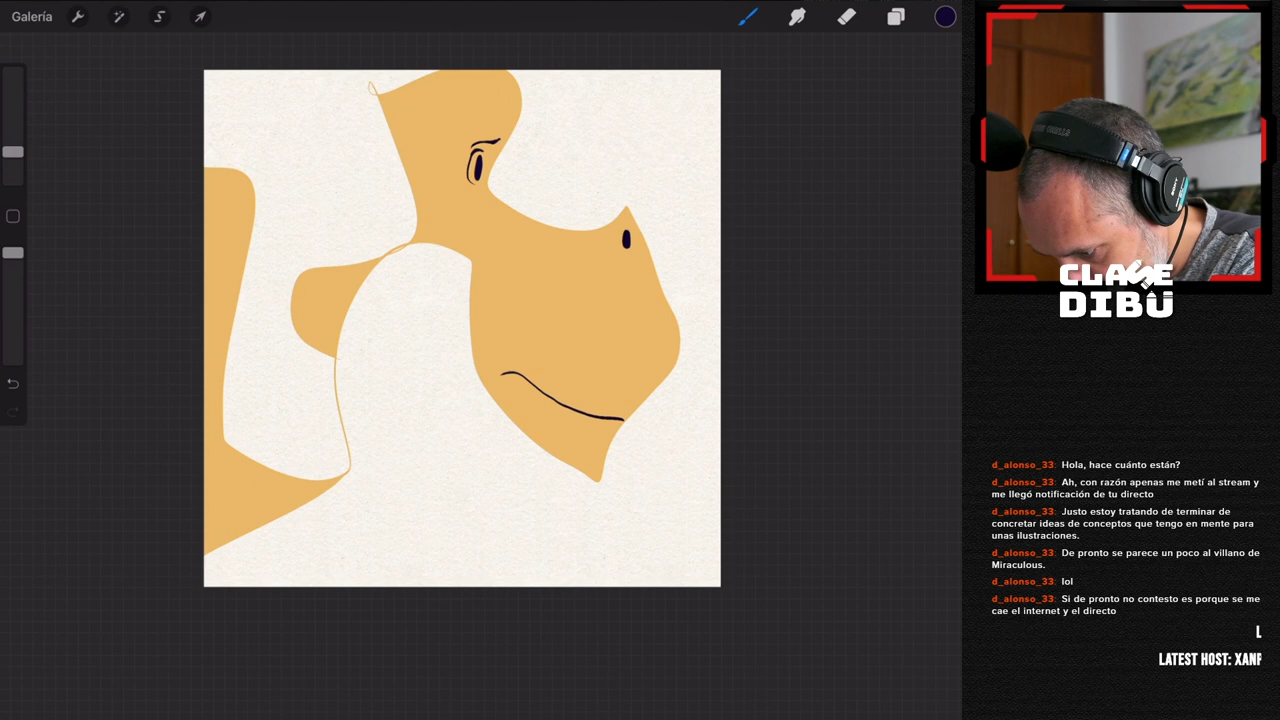 Galería
CLASE
DIBU
d_alonso_33: Hola, hace cuánto están?
d_alonso_33: Ah, con razón apenas me metí al stream y
me llegó notificación de tu directo
d_alonso_33: Justo estoy tratando de terminar de
concretar ideas de conceptos que tengo en mente para
unas ilustraciones.
d_alonso_33: De pronto se parece un poco al villano de
Miraculous.
d_alonso_33: lol
d_alonso_33: Si de pronto no contesto es porque se me
cae el internet y el directo
L
LATEST HOST: XANF